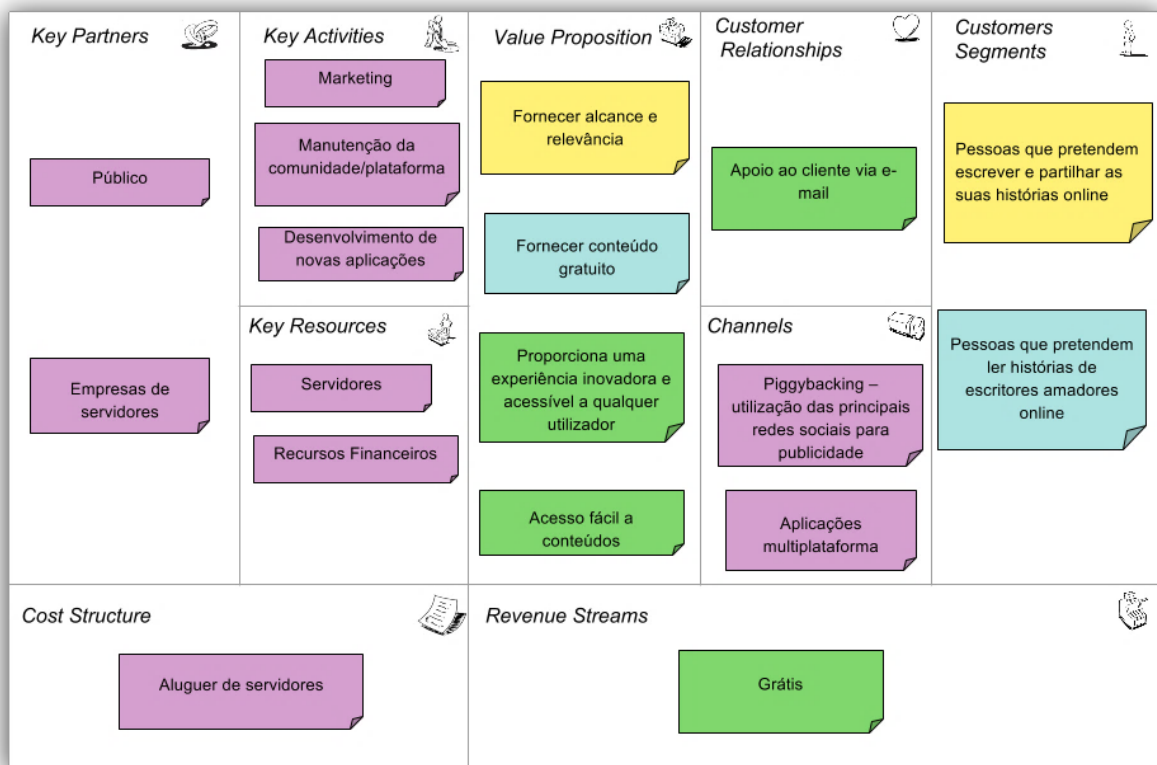 Key Partners
Público
Empresas de
servidores
Key Activities
Marketing
Manutenção da
comunidade/plataforma
Desenvolvimento de
novas aplicações
Key Resources
Servidores
Recursos Financeiros
Value Proposition
Fornecer alcance e
relevância
Fornecer conteúdo
gratuito
Proporciona uma
experiência inovadora e
acessível a qualquer
utilizador
Acesso fácil a
conteúdos
Customer
Relationships
Apoio ao cliente via e-
mail
Channels
Piggybacking –
utilização das principais
redes sociais para
publicidade
Aplicações
multiplataforma
Customers
Segments
Pessoas que pretendem
escrever e partilhar as
suas histórias online
Pessoas que pretendem
ler histórias de
escritores amadores
online
Cost Structure
Aluguer de servidores
Revenue Streams
Grátis